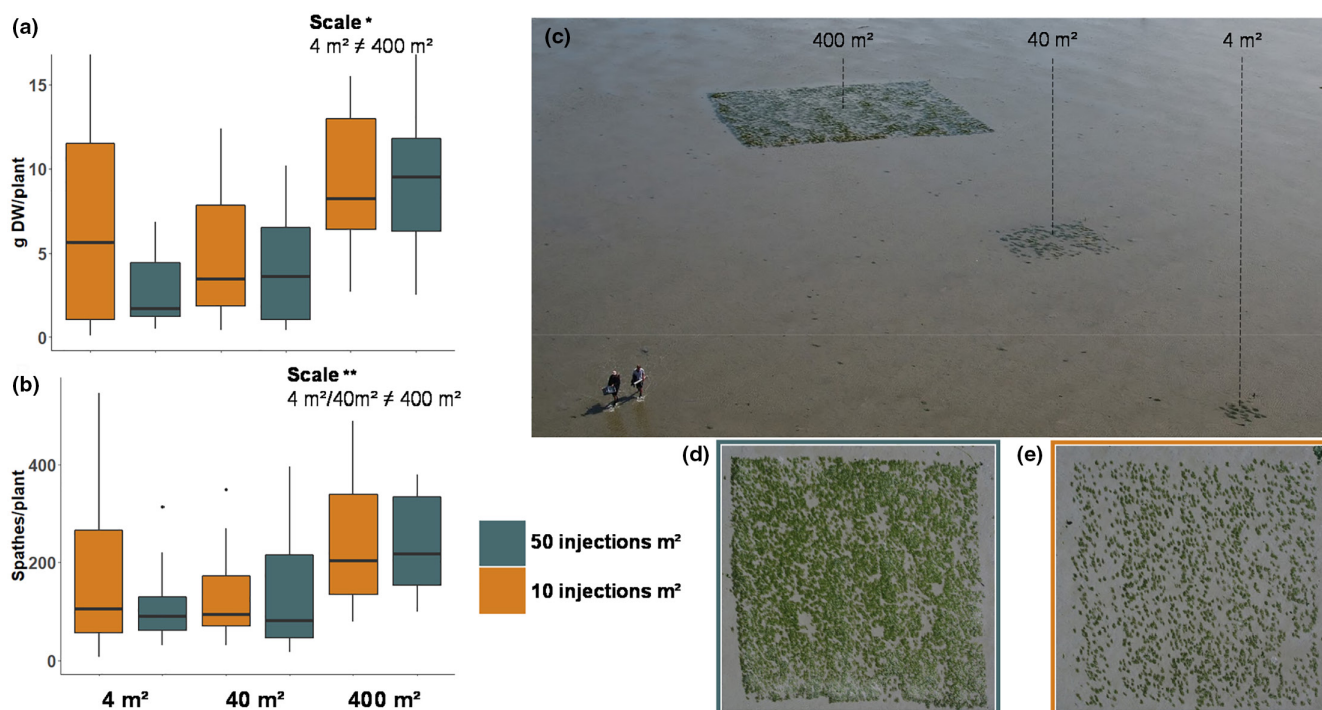 (a)
Scale *
4 m² ≠ 400 m²
15
10
5
0
g DW/plant
(b)
Scale **
4 m²/40m² ≠ 400 m²
400
200
0
Spathes/plant
4 m²
40 m²
400 m²
50 injections m²
10 injections m²
(c)
400 m²
40 m²
4 m²
(d)
(e)